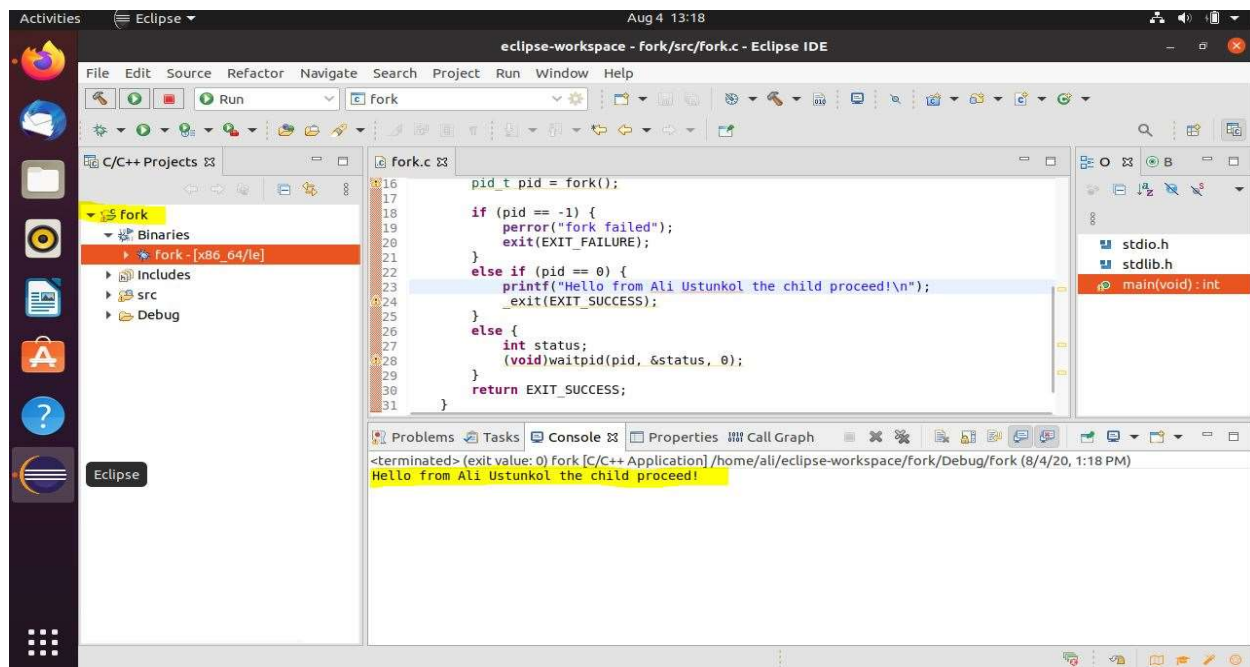 Activities Eclipse Aug 4 13:18
eclipse-workspace - fork/src/fork.c - Eclipse IDE
File Edit Source Refactor Navigate Search Project Run Window Help
Run fork
C/C++ Projects
fork
Binaries
fork - [x86_64/le]
Includes
src
Debug
Eclipse
fork.c
16 pid_t pid = fork();
17
18 if (pid == -1) {
19 perror("fork failed");
20 exit(EXIT_FAILURE);
21 }
22 else if (pid == 0) {
23 printf("Hello from Ali Ustunkol the child proceed!\n");
24 _exit(EXIT_SUCCESS);
25 }
26 else {
27 int status;
28 (void)waitpid(pid, &status, 0);
29 }
30 return EXIT_SUCCESS;
31 }
O B
stdio.h
stdlib.h
main(void) : int
Problems Tasks Console Properties Call Graph
<terminated> (exit value: 0) fork [C/C++ Application] /home/ali/eclipse-workspace/fork/Debug/fork (8/4/20, 1:18 PM)
Hello from Ali Ustunkol the child proceed!